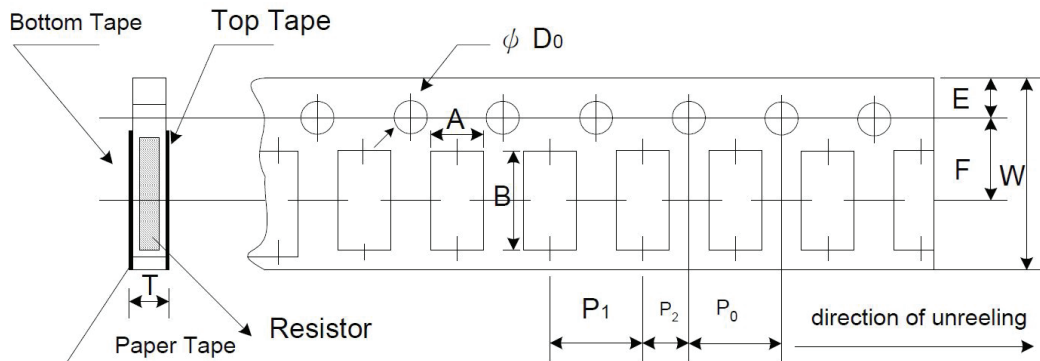 Bottom Tape
Top Tape
ϕ D0
E
A
F
W
B
T
P1
P2
P0
Resistor
direction of unreeling
Paper Tape